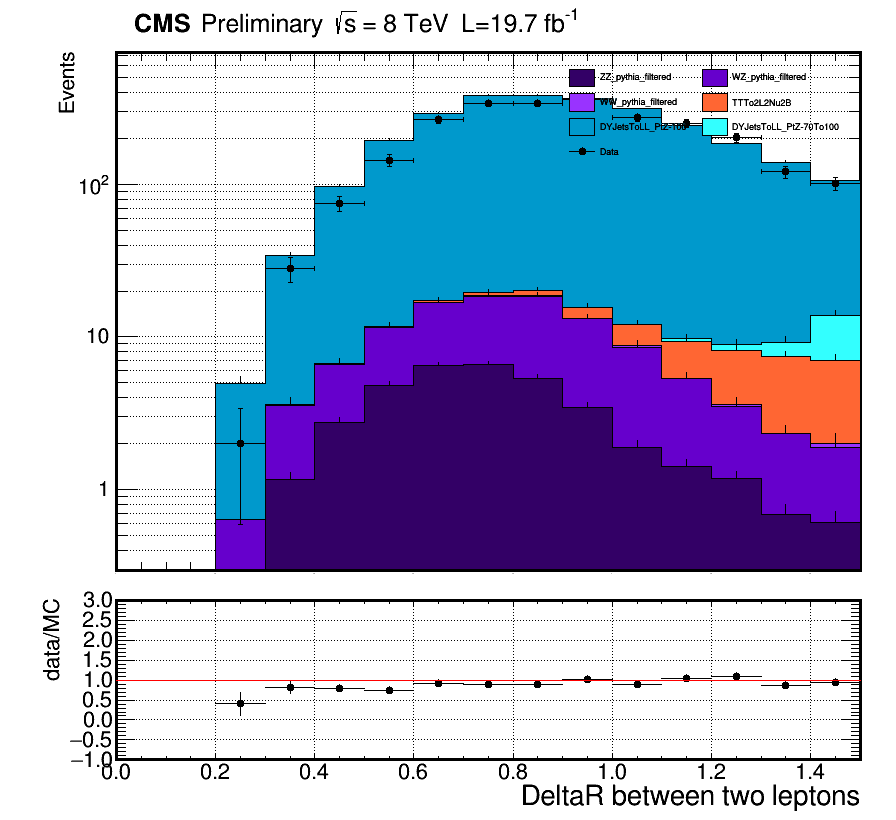 CMS Preliminary √s = 8 TeV L=19.7 fb⁻¹
Events
10²
10
1
ZZ_pythia_filtered
WZ_pythia_filtered
WW_pythia_filtered
TTTo2L2Nu2B
DYJetsToLL_PtZ-100
DYJetsToLL_PtZ-70To100
Data
data/MC
3.0
2.5
2.0
1.5
1.0
0.5
0.0
−0.5
−1.0
0.0 0.2 0.4 0.6 0.8 1.0 1.2 1.4
DeltaR between two leptons